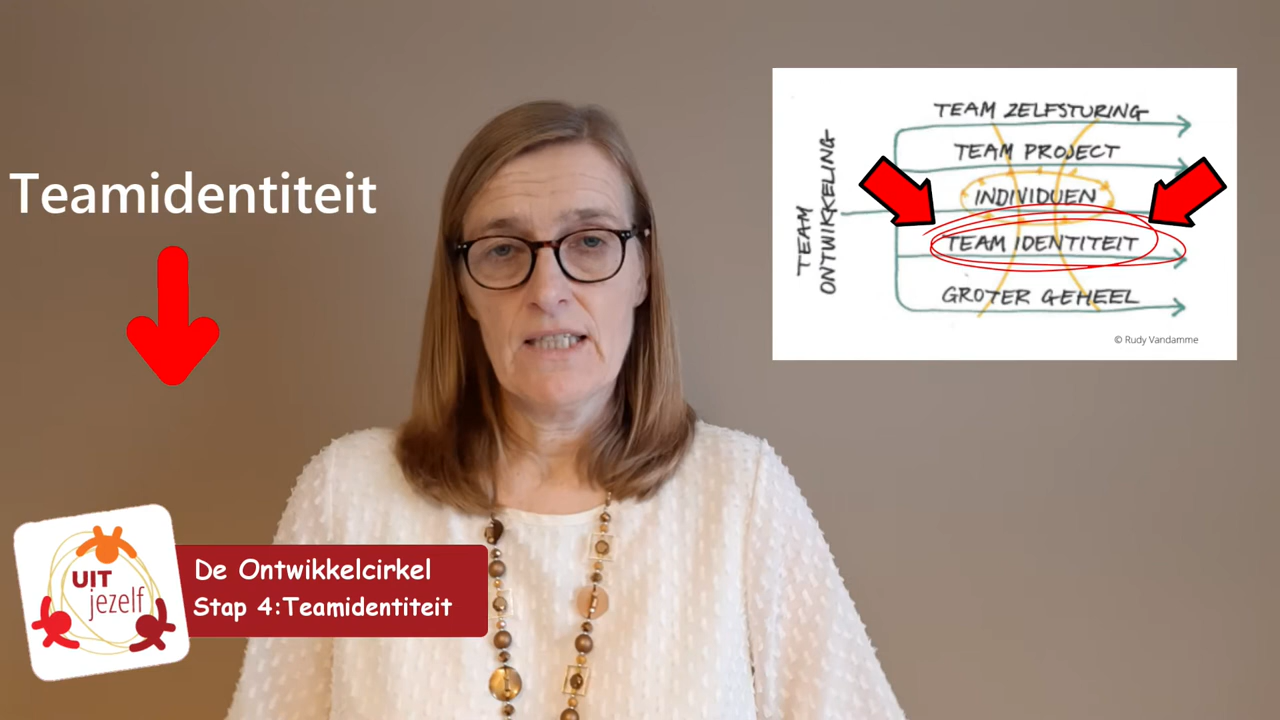 Teamidentiteit
TEAM ONTWIKKELING
TEAM ZELFSTURING
TEAM PROJECT
INDIVIDUEN
TEAM IDENTITEIT
GROTER GEHEEL
© Rudy Vandamme
UIT
jezelf
De Ontwikkelcirkel
Stap 4:Teamidentiteit